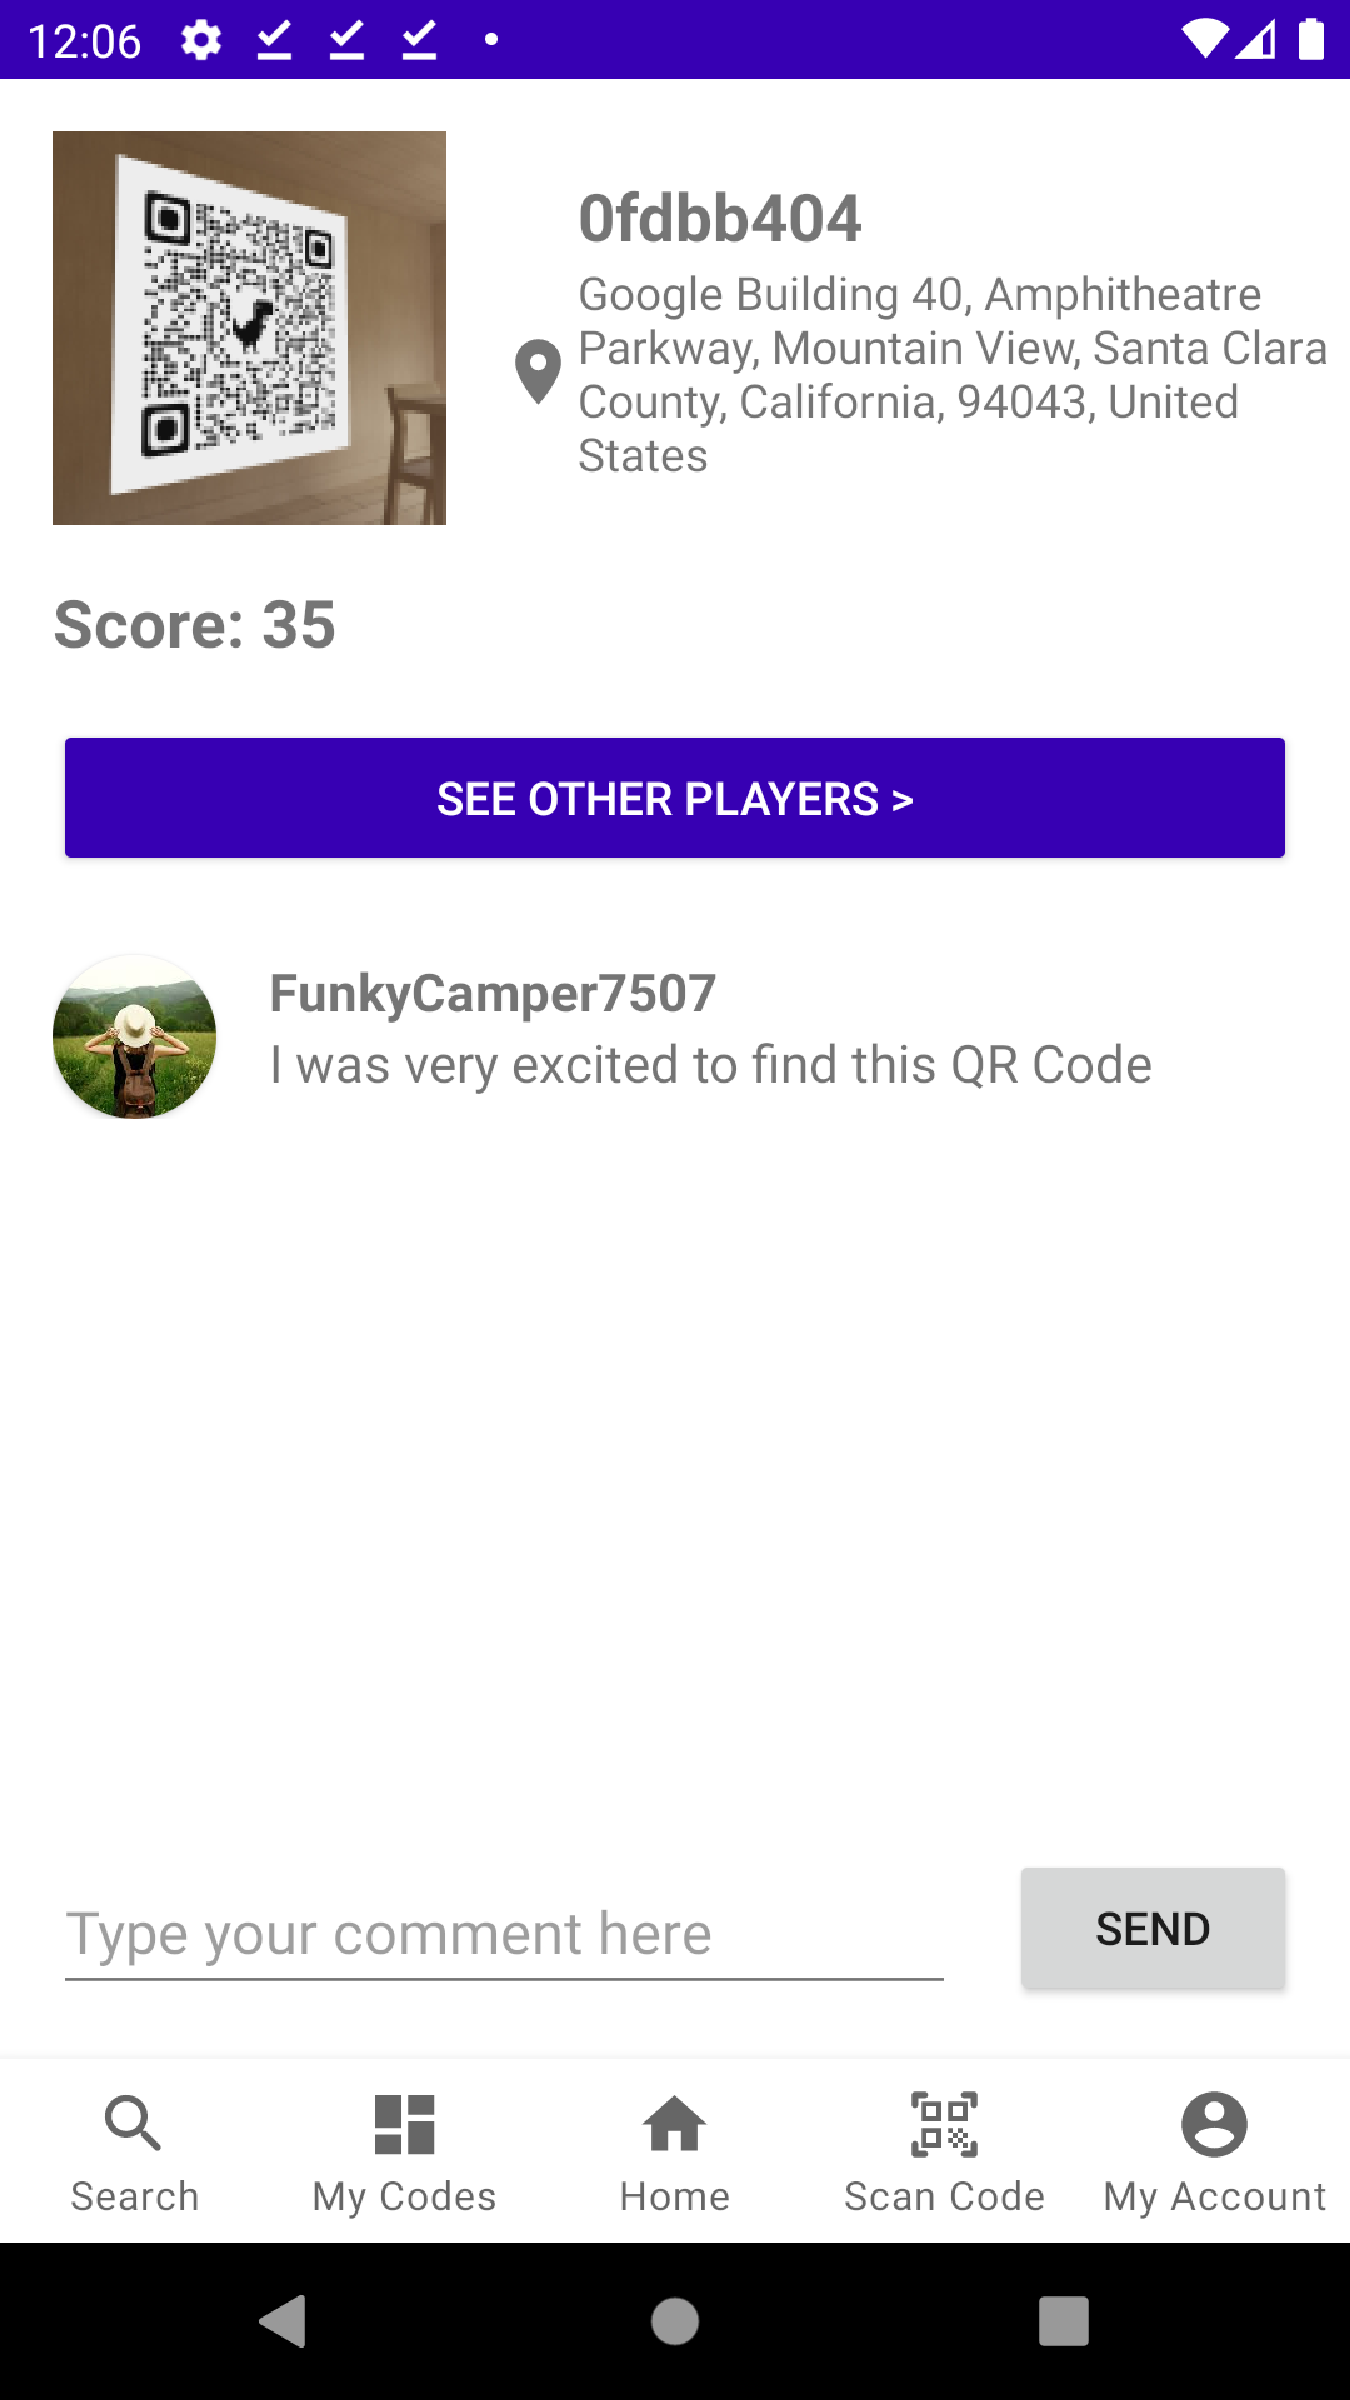 12:06
0fdbb404
Google Building 40, Amphitheatre
Parkway, Mountain View, Santa Clara
County, California, 94043, United
States
Score: 35
SEE OTHER PLAYERS >
FunkyCamper7507
I was very excited to find this QR Code
Type your comment here
SEND
Search
My Codes
Home
Scan Code
My Account